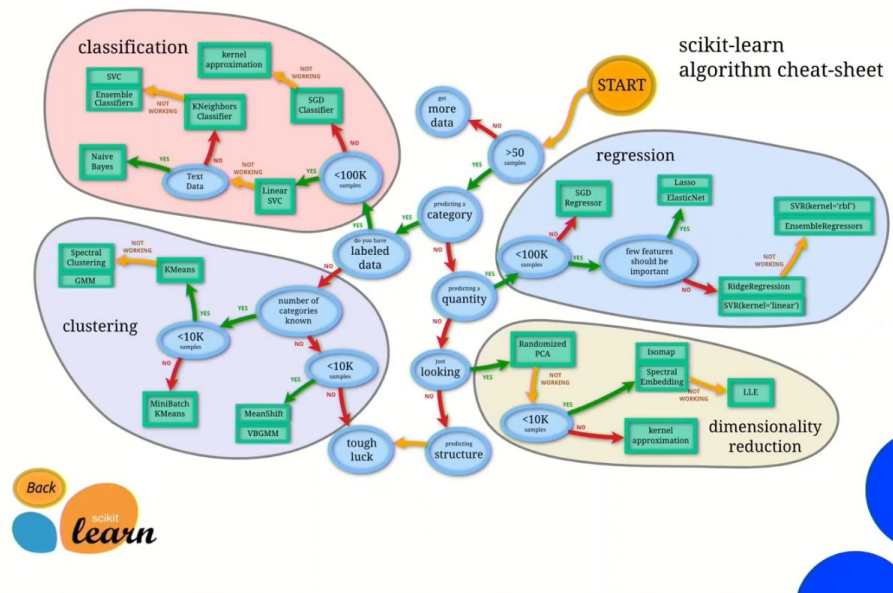 scikit-learn
algorithm cheat-sheet
START
classification
kernel
approximation
NOT
WORKING
SVC
Ensemble
Classifiers
NOT
WORKING
KNeighbors
Classifier
SGD
Classifier
NO
Naive
Bayes
YES
Text
Data
NO
NOT
WORKING
Linear
SVC
YES
<100K
samples
YES
get
more
data
NO
>50
samples
YES
predicting a
category
YES
NO
do you have
labeled
data
NO
predicting a
quantity
YES
NO
just
looking
YES
NO
predicting
structure
tough
luck
regression
SGD
Regressor
NO
<100K
samples
YES
Lasso
ElasticNet
YES
few features
should be
important
NO
SVR(kernel='rbf')
EnsembleRegressors
NOT
WORKING
RidgeRegression
SVR(kernel='linear')
clustering
Spectral
Clustering
GMM
NOT
WORKING
KMeans
YES
<10K
samples
NO
MiniBatch
KMeans
YES
number of
categories
known
NO
<10K
samples
YES
NO
MeanShift
VBGMM
dimensionality
reduction
Randomized
PCA
NOT
WORKING
<10K
samples
YES
NO
Isomap
Spectral
Embedding
NOT
WORKING
LLE
kernel
approximation
Back
scikit
learn